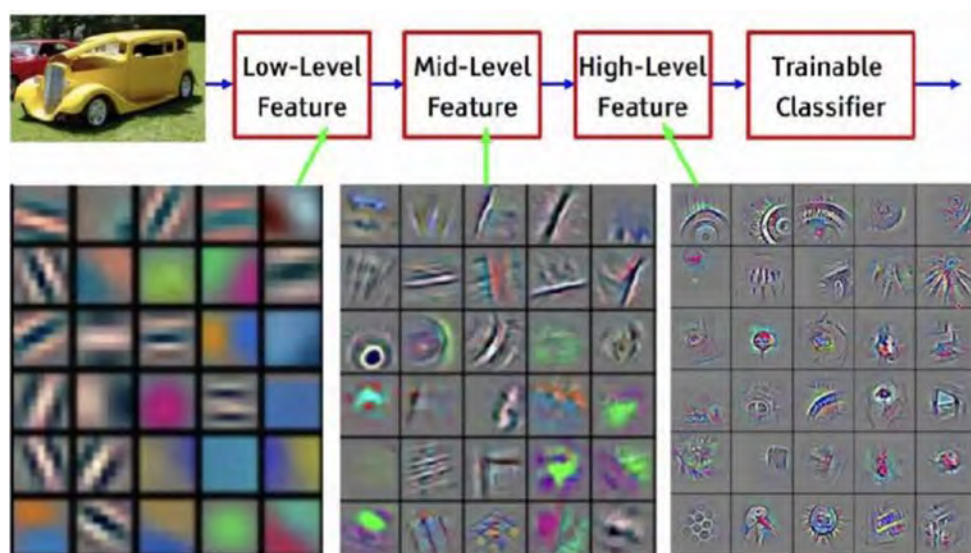 Low-Level
Feature
Mid-Level
Feature
High-Level
Feature
Trainable
Classifier